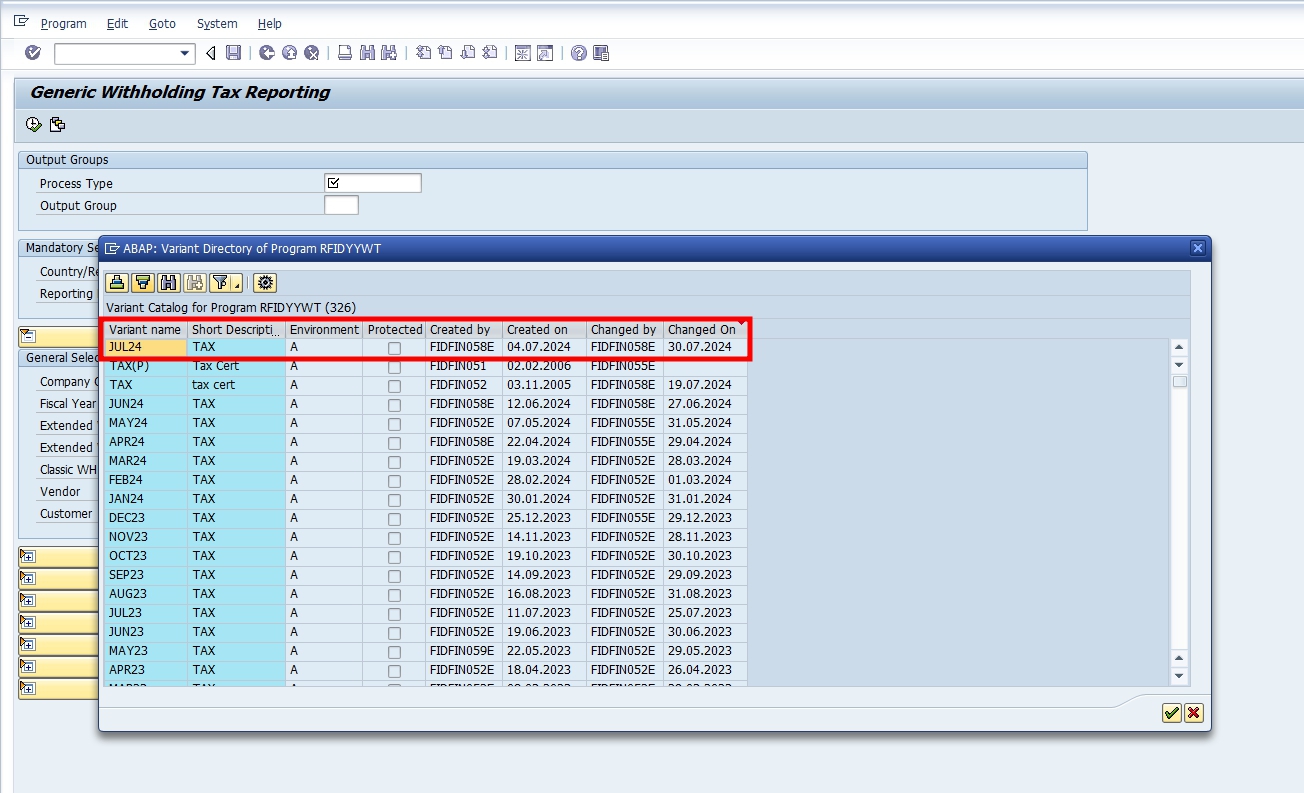 Program Edit Goto System Help
Generic Withholding Tax Reporting
Output Groups
Process Type
Output Group
Mandatory Se
Country/Re
Reporting
General Selec
Company C
Fiscal Year
Extended
Extended
Classic WH
Vendor
Customer
ABAP: Variant Directory of Program RFIDYYWT
Variant Catalog for Program RFIDYYWT (326)
Variant name Short Descripti... Environment Protected Created by Created on Changed by Changed On
JUL24 TAX A FIDFIN058E 04.07.2024 FIDFIN058E 30.07.2024
TAX(P) Tax Cert A FIDFIN051 02.02.2006 FIDFIN055E
TAX tax cert A FIDFIN052 03.11.2005 FIDFIN058E 19.07.2024
JUN24 TAX A FIDFIN058E 12.06.2024 FIDFIN058E 27.06.2024
MAY24 TAX A FIDFIN052E 07.05.2024 FIDFIN055E 31.05.2024
APR24 TAX A FIDFIN058E 22.04.2024 FIDFIN058E 29.04.2024
MAR24 TAX A FIDFIN052E 19.03.2024 FIDFIN052E 28.03.2024
FEB24 TAX A FIDFIN052E 28.02.2024 FIDFIN052E 01.03.2024
JAN24 TAX A FIDFIN052E 30.01.2024 FIDFIN052E 31.01.2024
DEC23 TAX A FIDFIN052E 25.12.2023 FIDFIN055E 29.12.2023
NOV23 TAX A FIDFIN052E 14.11.2023 FIDFIN052E 28.11.2023
OCT23 TAX A FIDFIN052E 19.10.2023 FIDFIN052E 30.10.2023
SEP23 TAX A FIDFIN052E 14.09.2023 FIDFIN052E 29.09.2023
AUG23 TAX A FIDFIN052E 16.08.2023 FIDFIN052E 31.08.2023
JUL23 TAX A FIDFIN052E 11.07.2023 FIDFIN052E 25.07.2023
JUN23 TAX A FIDFIN052E 19.06.2023 FIDFIN052E 30.06.2023
MAY23 TAX A FIDFIN059E 22.05.2023 FIDFIN052E 29.05.2023
APR23 TAX A FIDFIN052E 18.04.2023 FIDFIN052E 26.04.2023